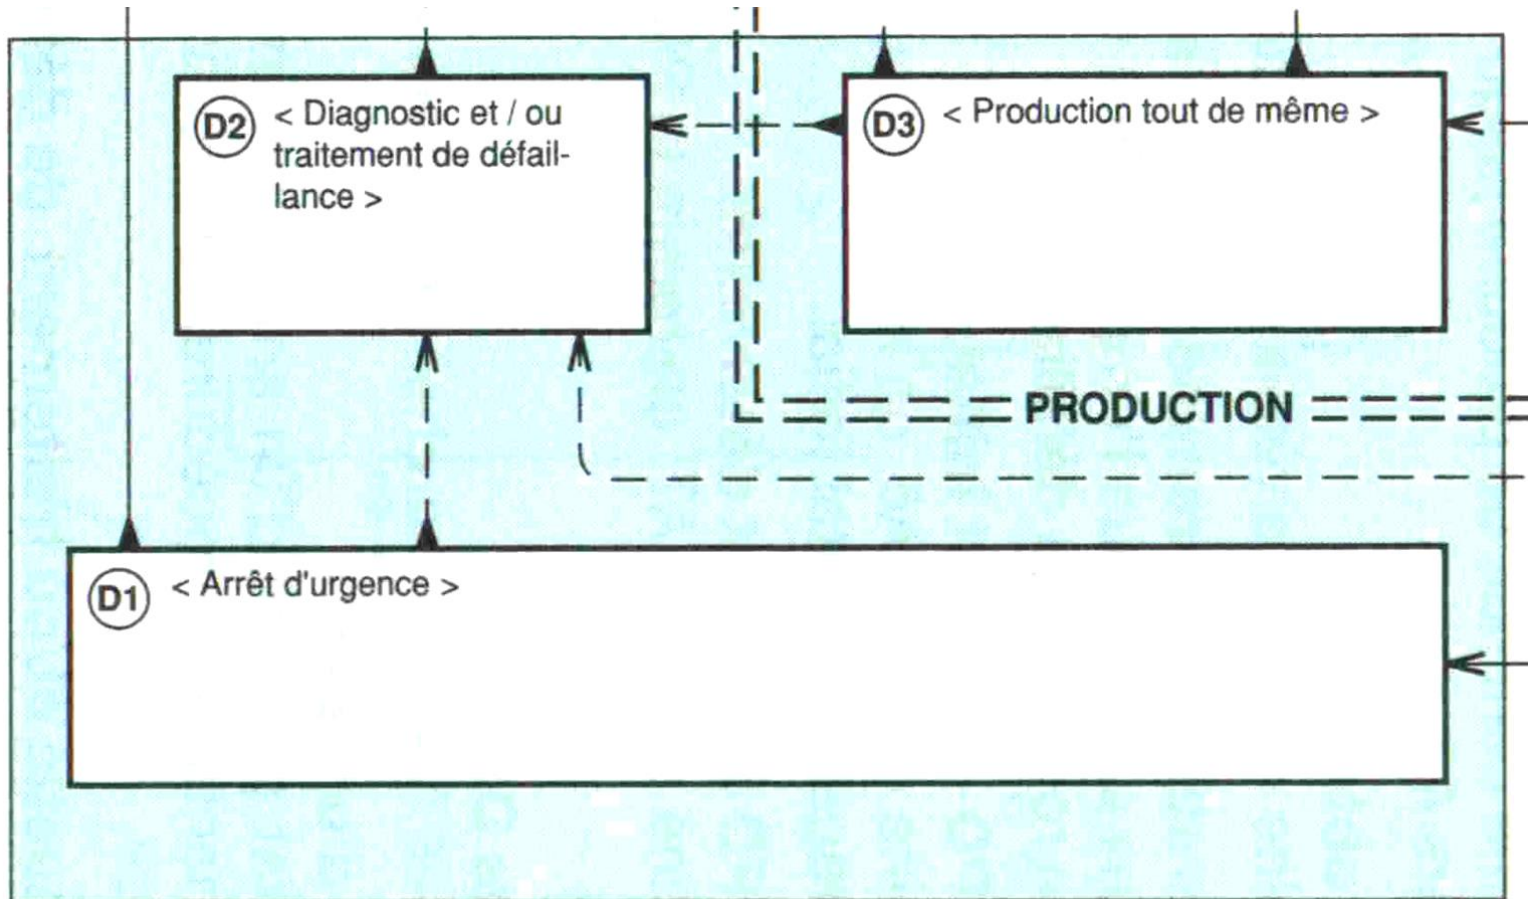 D2 < Diagnostic et / ou
traitement de défail-
lance >
D3 < Production tout de même >
PRODUCTION
D1 < Arrêt d'urgence >